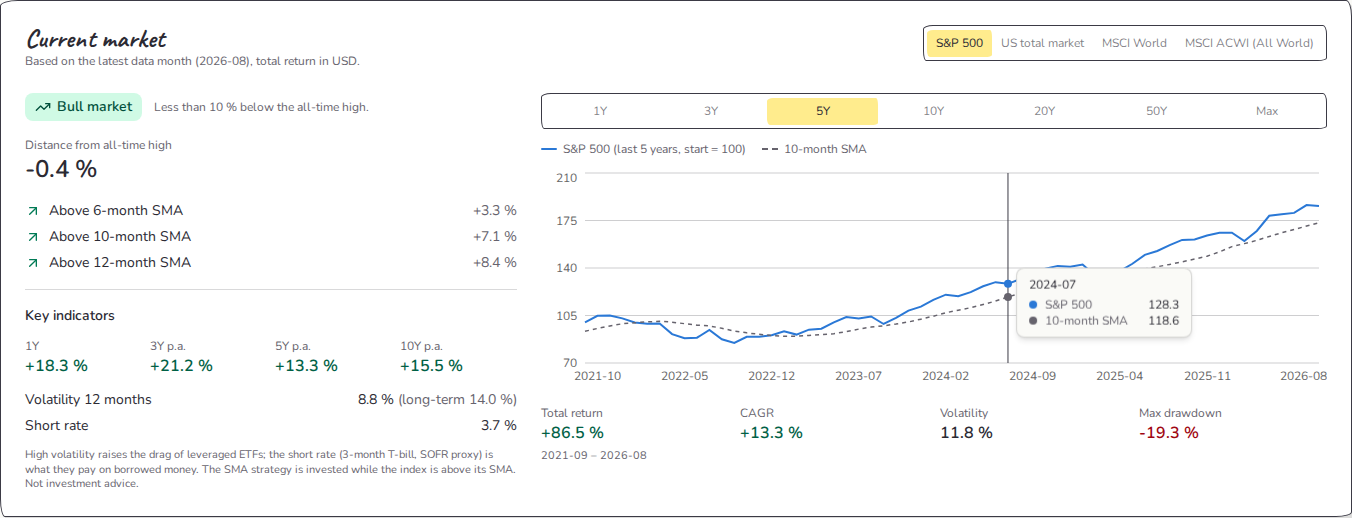 Current market
Based on the latest data month (2026-08), total return in USD.
S&P 500 US total market MSCI World MSCI ACWI (All World)
Bull market Less than 10 % below the all-time high.
Distance from all-time high
-0.4 %
Above 6-month SMA +3.3 %
Above 10-month SMA +7.1 %
Above 12-month SMA +8.4 %
Key indicators
1Y 3Y p.a. 5Y p.a. 10Y p.a.
+18.3 % +21.2 % +13.3 % +15.5 %
Volatility 12 months 8.8 % (long-term 14.0 %)
Short rate 3.7 %
High volatility raises the drag of leveraged ETFs; the short rate (3-month T-bill, SOFR proxy) is
what they pay on borrowed money. The SMA strategy is invested while the index is above its SMA.
Not investment advice.
1Y 3Y 5Y 10Y 20Y 50Y Max
S&P 500 (last 5 years, start = 100) 10-month SMA
210
175
140
105
70
2024-07
S&P 500 128.3
10-month SMA 118.6
2021-10 2022-05 2022-12 2023-07 2024-02 2024-09 2025-04 2025-11 2026-08
Total return CAGR Volatility Max drawdown
+86.5 % +13.3 % 11.8 % -19.3 %
2021-09 – 2026-08